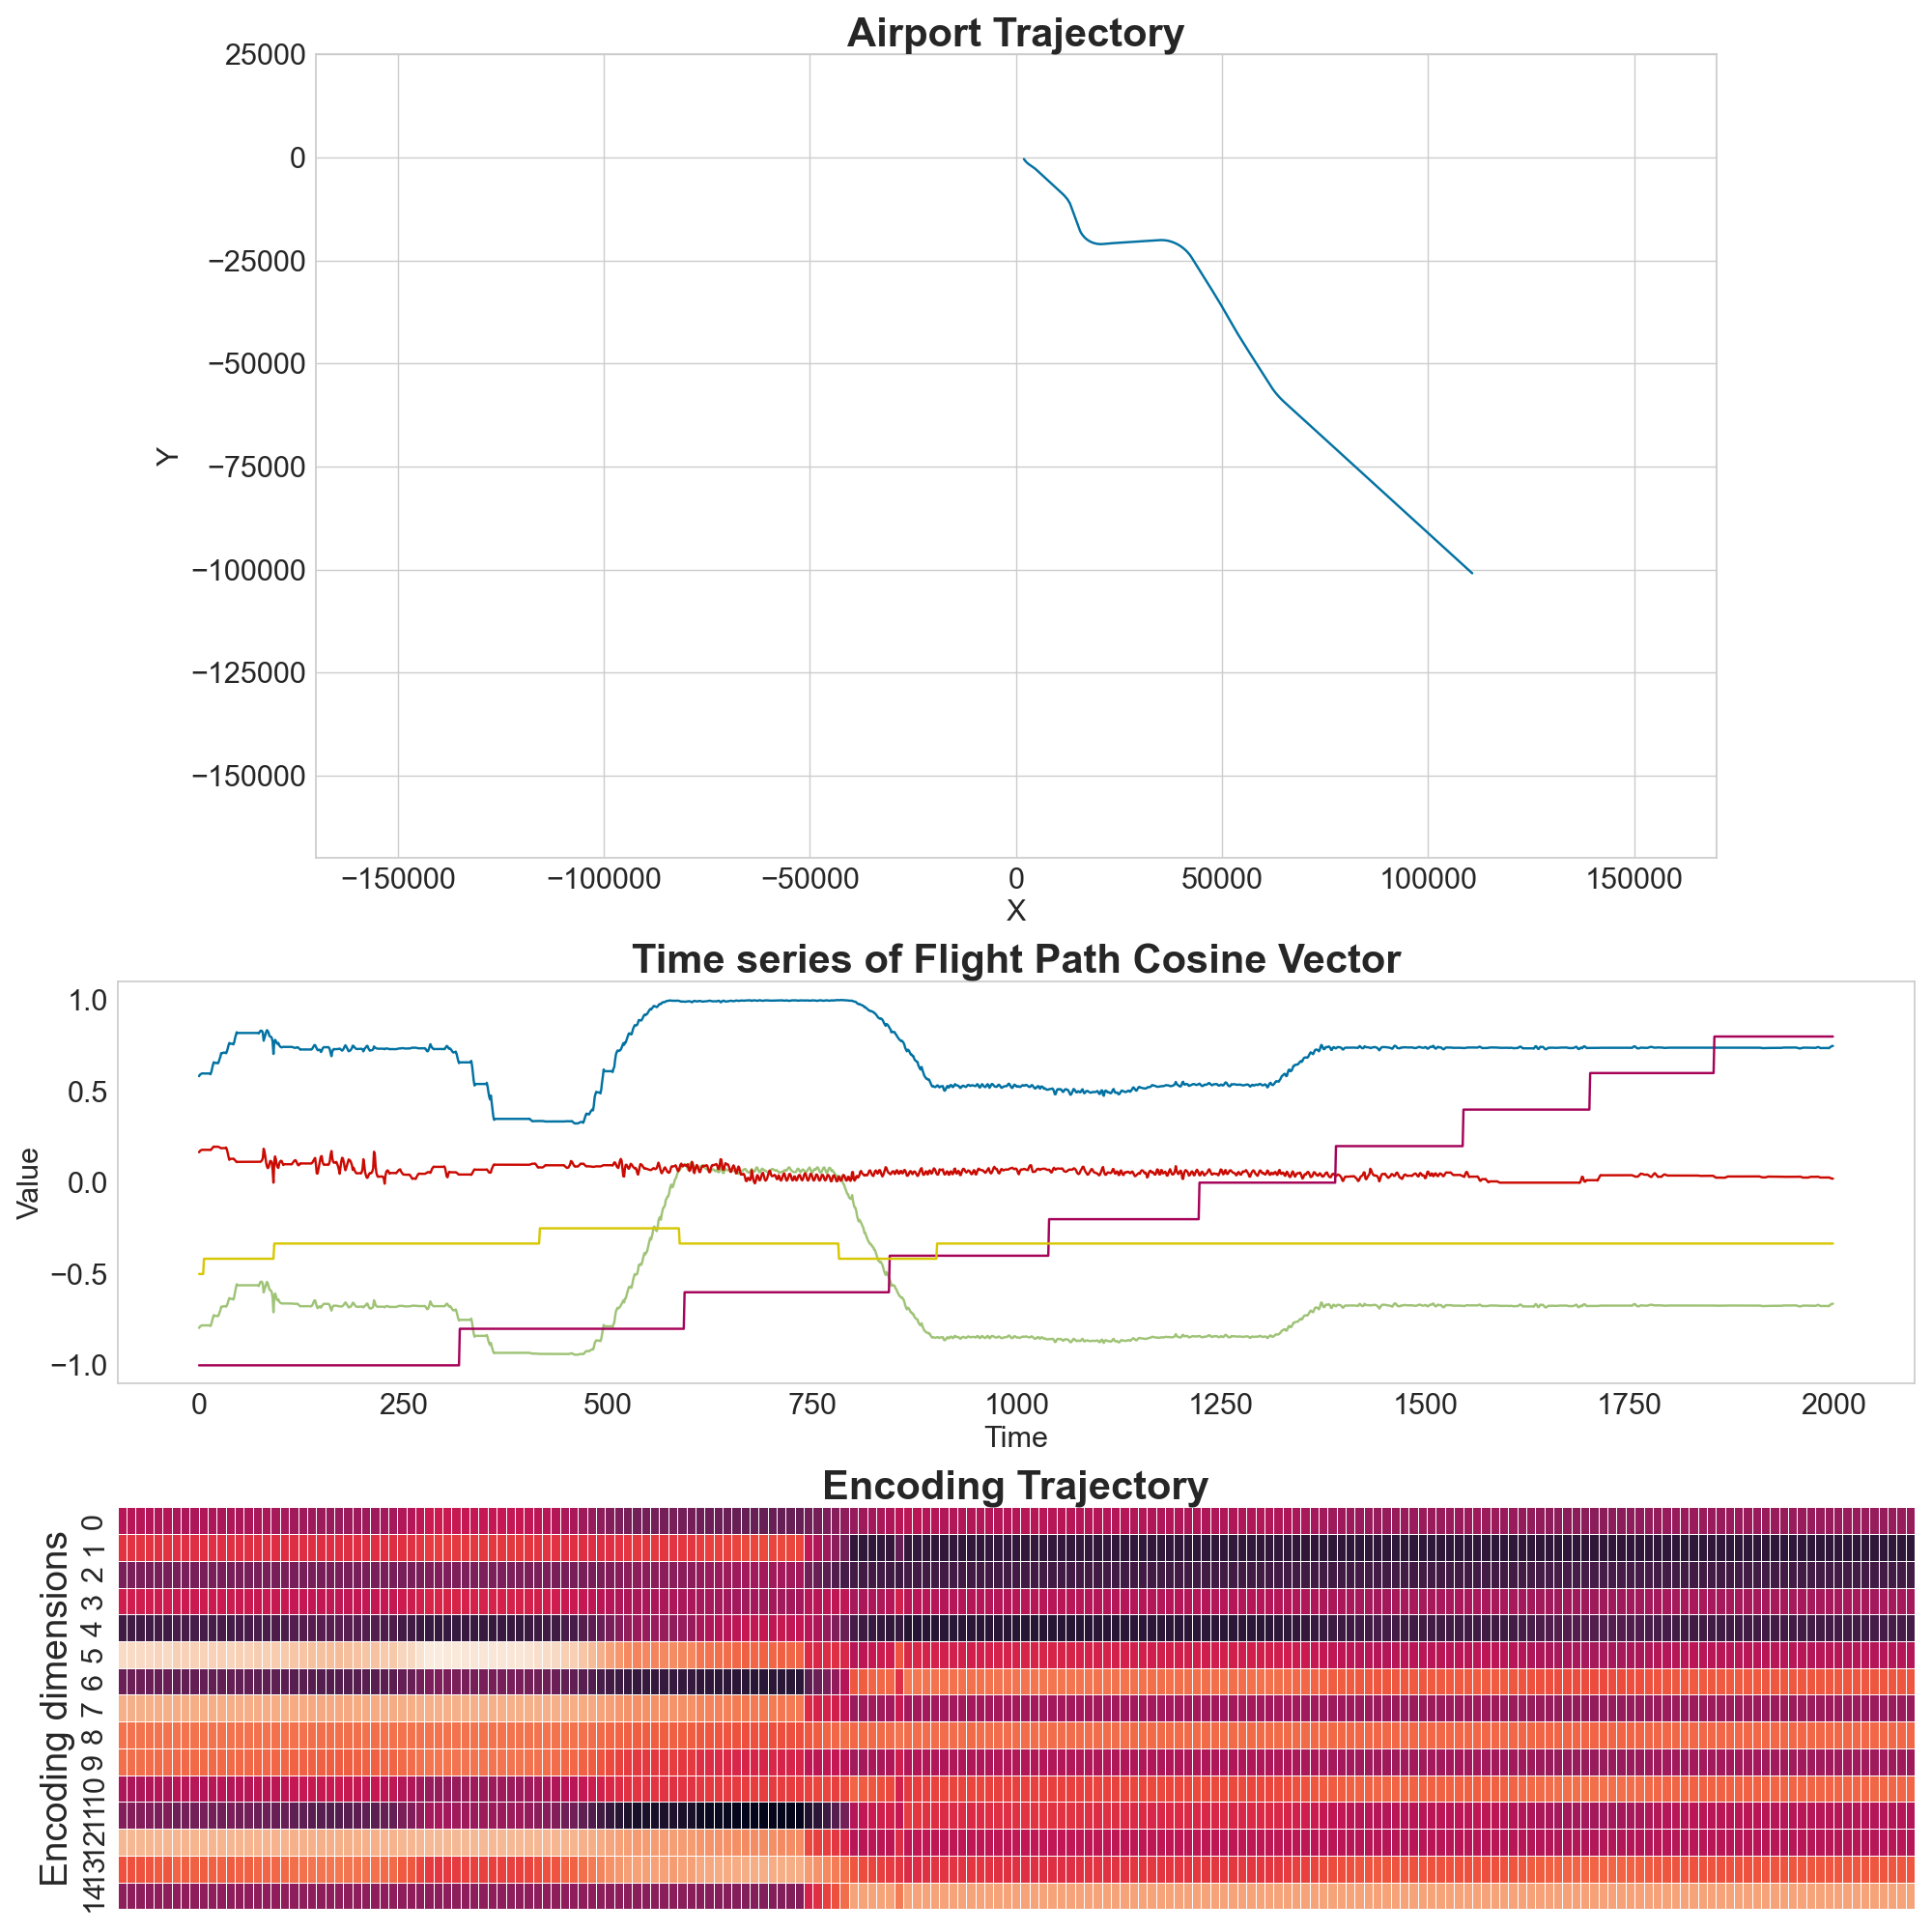 Airport Trajectory
25000
0
−25000
−50000
−75000
−100000
−125000
−150000
Y
−150000 −100000 −50000 0 50000 100000 150000
X
Time series of Flight Path Cosine Vector
1.0
0.5
0.0
−0.5
−1.0
Value
0 250 500 750 1000 1250 1500 1750 2000
Time
Encoding Trajectory
Encoding dimensions
0
1
2
3
4
5
6
7
8
9
10
11
12
13
14